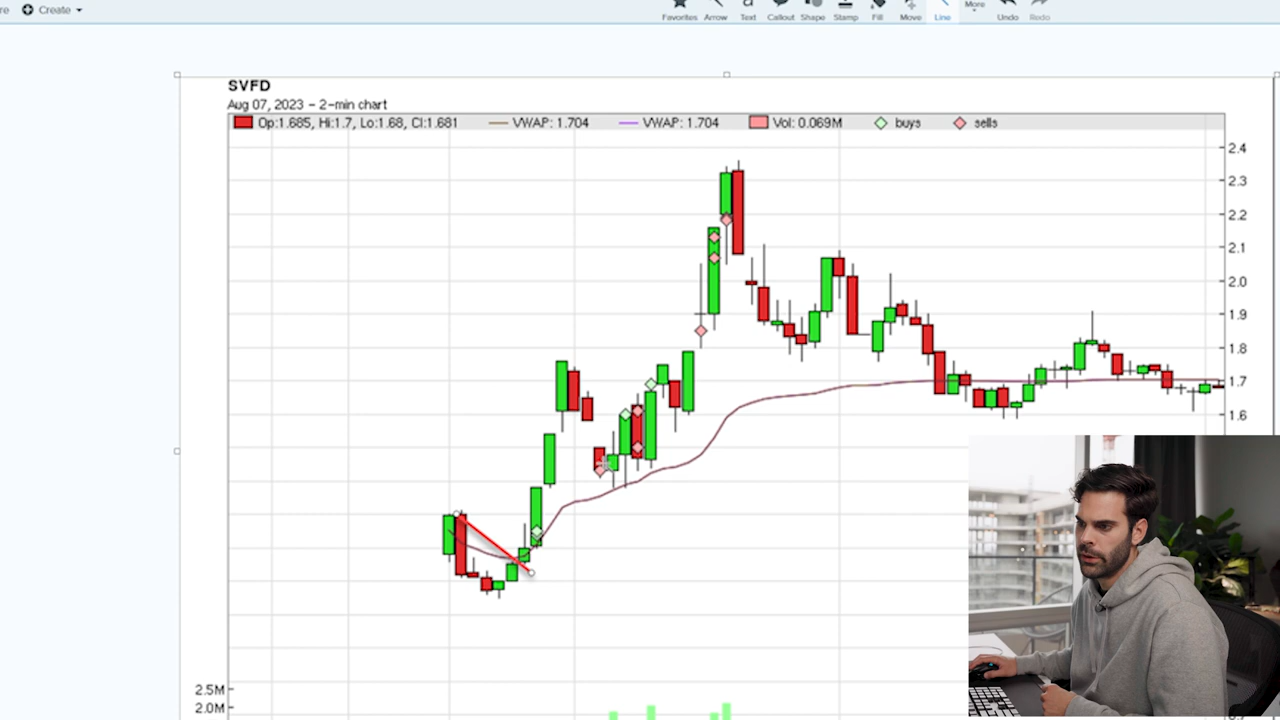 re Create
Favorites Arrow Text Callout Shape Stamp Fill Move Line More Undo Redo
SVFD
Aug 07, 2023 - 2-min chart
Op:1.685, Hi:1.7, Lo:1.68, Cl:1.681 VWAP: 1.704 VWAP: 1.704 Vol: 0.069M buys sells
2.4
2.3
2.2
2.1
2.0
1.9
1.8
1.7
1.6
2.5M
2.0M